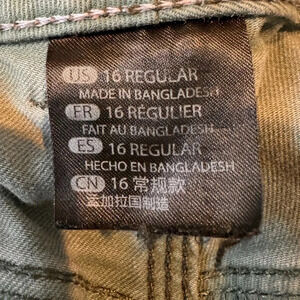 US 16 REGULAR
MADE IN BANGLADESH
FR 16 RÉGULIER
FAIT AU BANGLADESH
ES 16 REGULAR
HECHO EN BANGLADESH
CN 16 常规款
孟加拉国制造